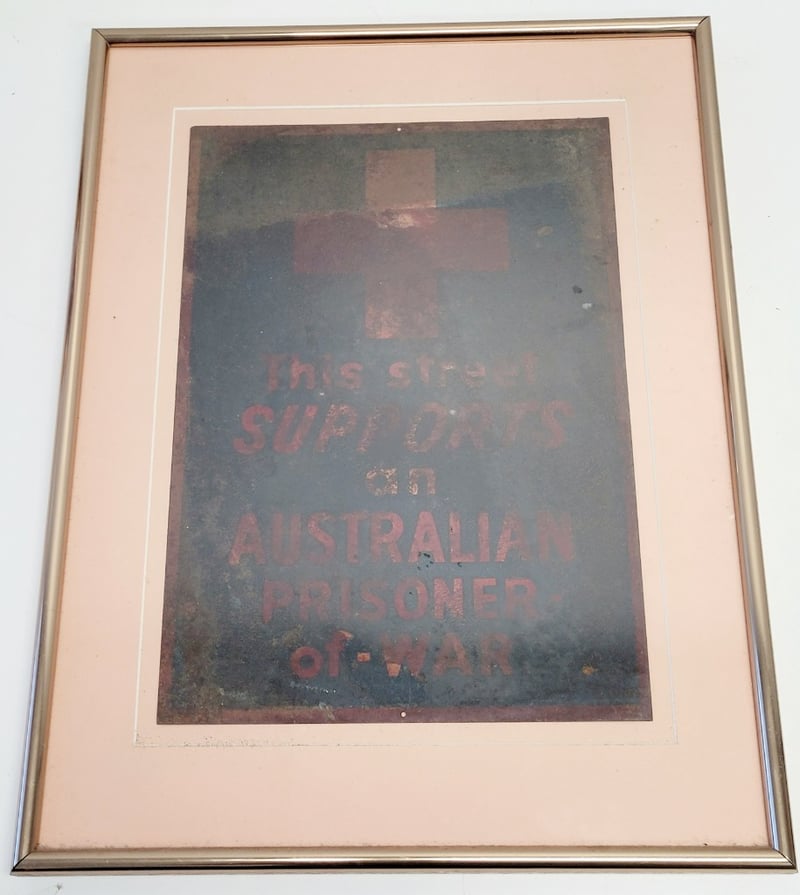 This street
SUPPORTS
an
AUSTRALIAN
PRISONER-
of-WAR